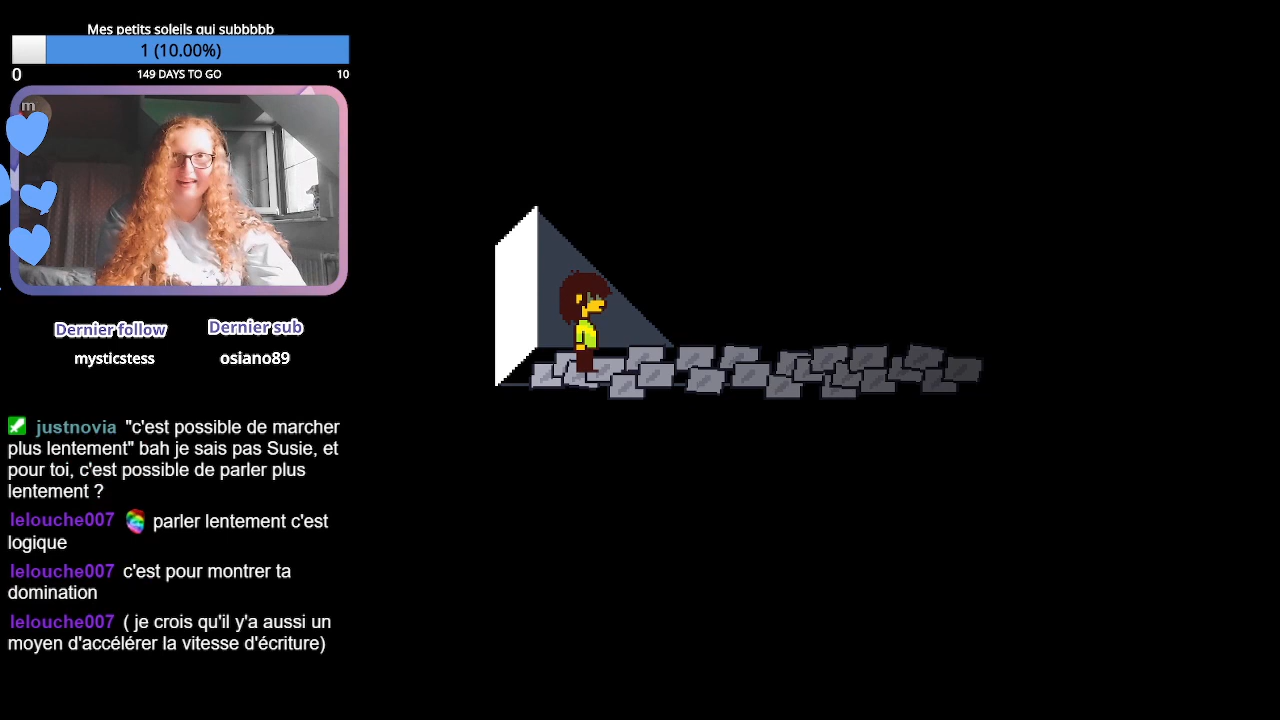 Mes petits soleils qui subbbbb
1 (10.00%)
0 149 DAYS TO GO 10
m
Dernier follow Dernier sub
mysticstess osiano89
justnovia "c'est possible de marcher
plus lentement" bah je sais pas Susie, et
pour toi, c'est possible de parler plus
lentement ?
lelouche007 parler lentement c'est
logique
lelouche007 c'est pour montrer ta
domination
lelouche007 ( je crois qu'il y'a aussi un
moyen d'accélérer la vitesse d'écriture)